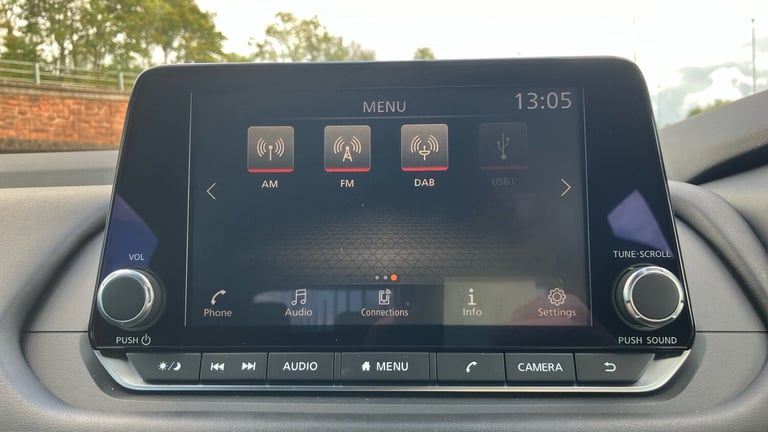 MENU
13:05
AM
FM
DAB
USB1
Phone
Audio
Connections
Info
Settings
VOL
PUSH
TUNE·SCROLL
PUSH SOUND
AUDIO
MENU
CAMERA